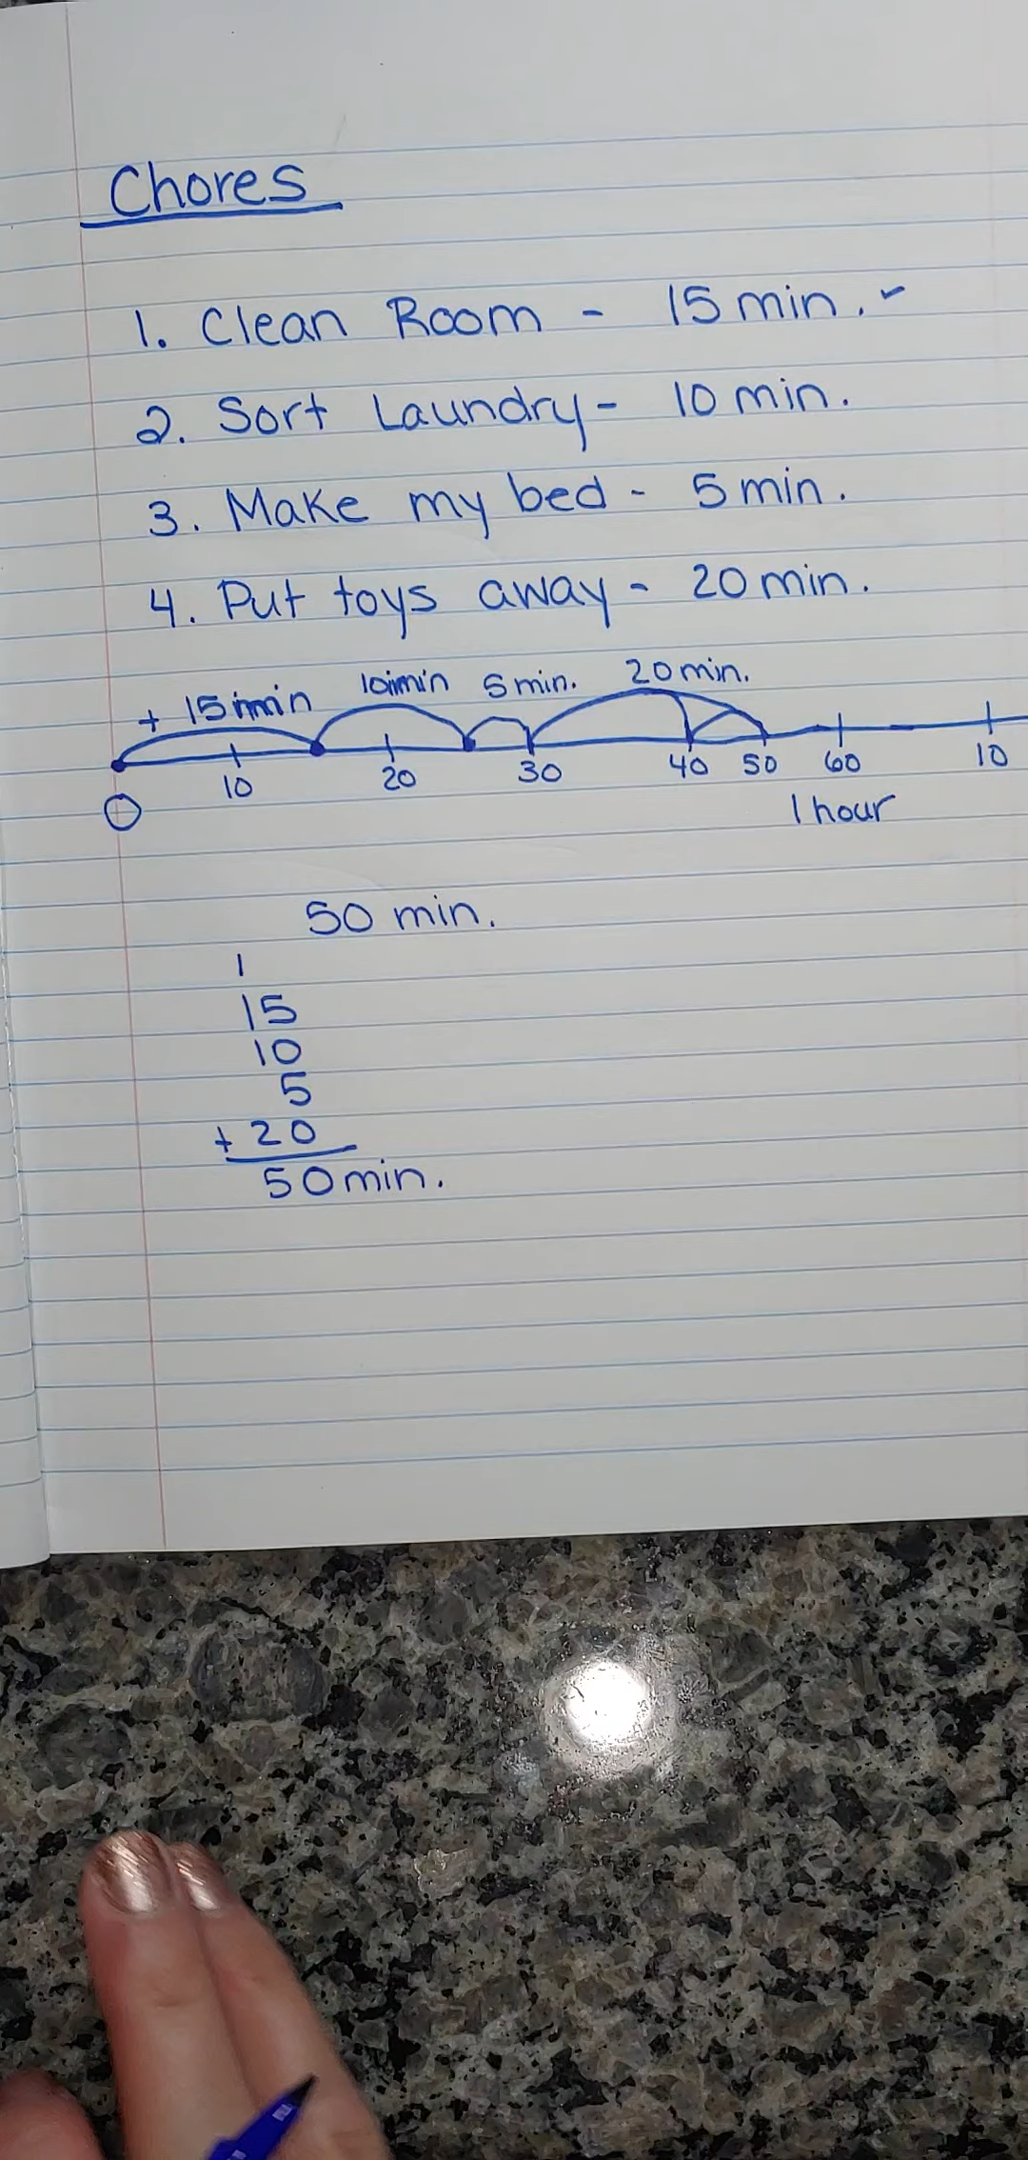 Chores
1. Clean Room - 15 min. ✓
2. Sort Laundry - 10 min.
3. Make my bed - 5 min.
4. Put toys away - 20 min.
+ 15 min 10 min 5 min. 20 min.
0 10 20 30 40 50 60 10
1 hour
50 min.
1
15
10
5
+ 20
50 min.